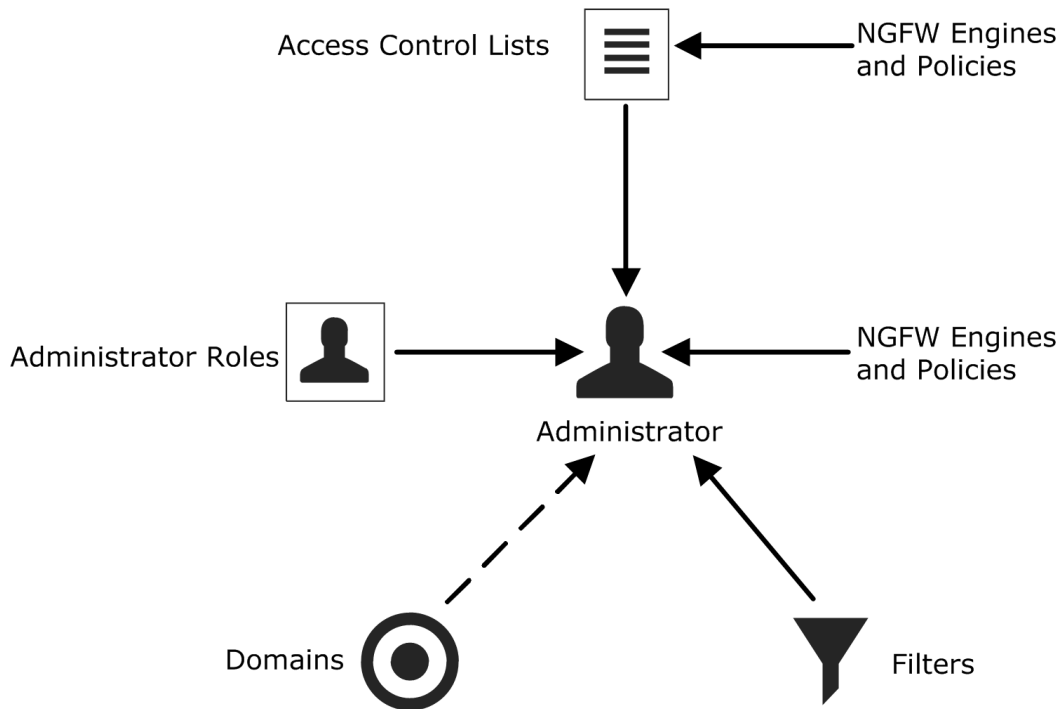 Access Control Lists
NGFW Engines
and Policies
Administrator Roles
NGFW Engines
and Policies
Administrator
Domains
Filters